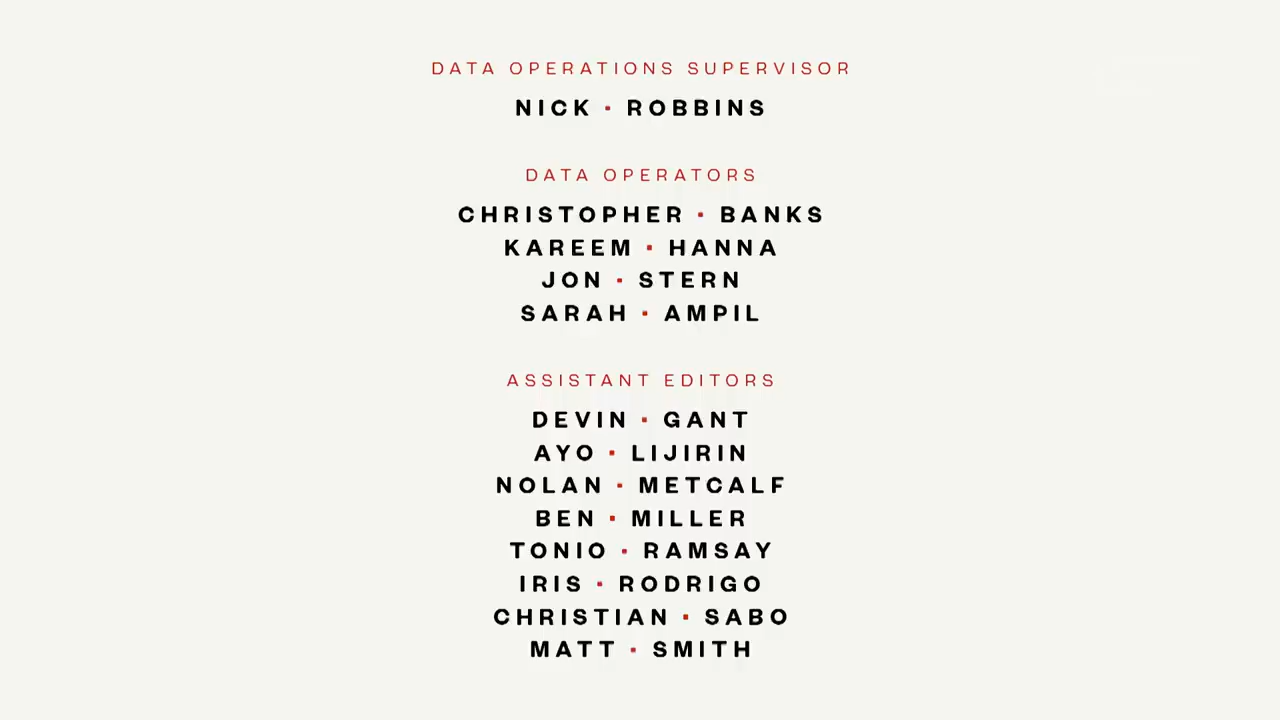 DATA OPERATIONS SUPERVISOR
NICK · ROBBINS
DATA OPERATORS
CHRISTOPHER · BANKS
KAREEM · HANNA
JON · STERN
SARAH · AMPIL
ASSISTANT EDITORS
DEVIN · GANT
AYO · LIJIRIN
NOLAN · METCALF
BEN · MILLER
TONIO · RAMSAY
IRIS · RODRIGO
CHRISTIAN · SABO
MATT · SMITH